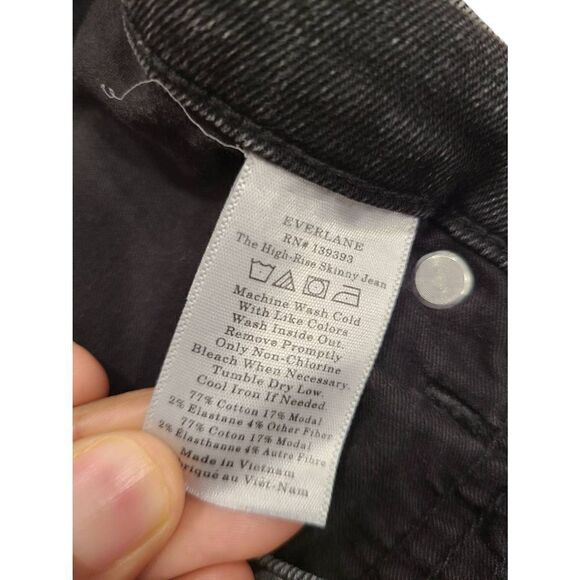 EVERLANE
RN# 139393
The High-Rise Skinny Jean
Machine Wash Cold
With Like Colors
Wash Inside Out.
Remove Promptly
Only Non-Chlorine
Bleach When Necessary.
Tumble Dry Low.
Cool Iron If Needed
77% Cotton 17% Modal
2% Elastane 4% Other Fiber
77% Coton 17% Modal
2% Élasthanne 4% Autre Fibre
Made in Vietnam
riqué au Viêt-Nam